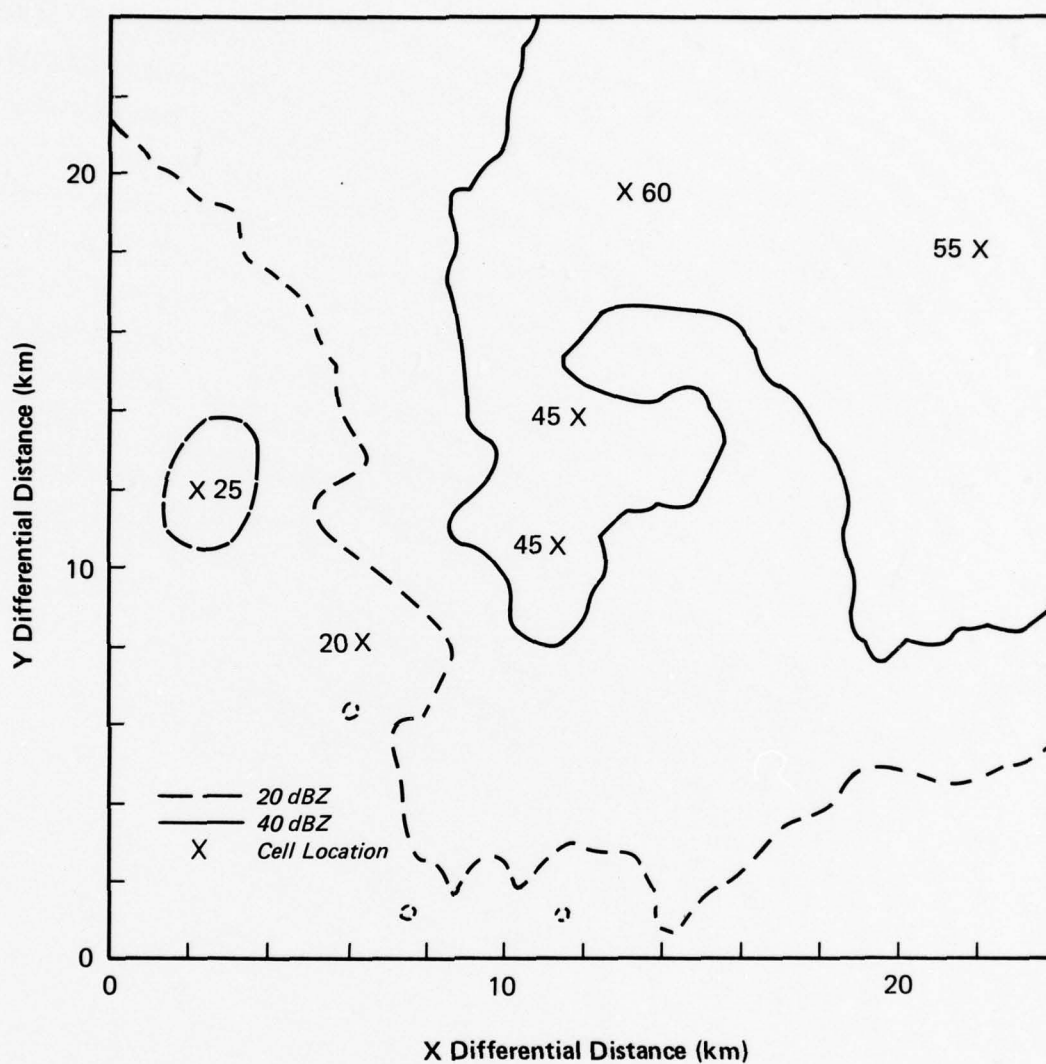 20
X 60
55 X
45 X
X 25
45 X
10
20 X
20 dBZ
40 dBZ
X Cell Location
0
0 10 20
X Differential Distance (km)
Y Differential Distance (km)